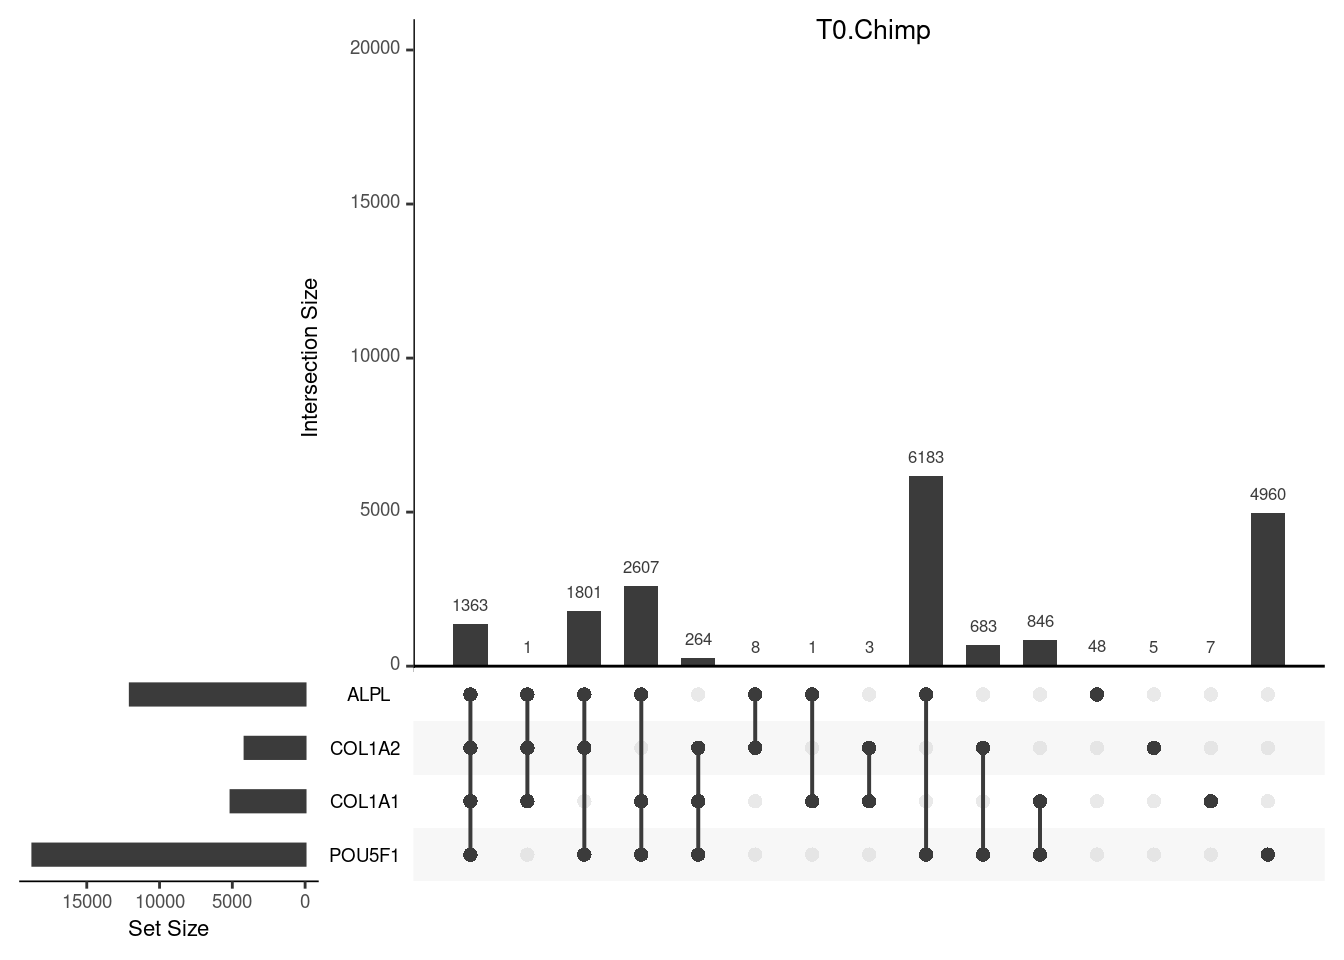 T0.Chimp
20000
15000
10000
5000
0
Intersection Size
1363
1
1801
2607
264
8
1
3
6183
683
846
48
5
7
4960
ALPL
COL1A2
COL1A1
POU5F1
15000 10000 5000 0
Set Size